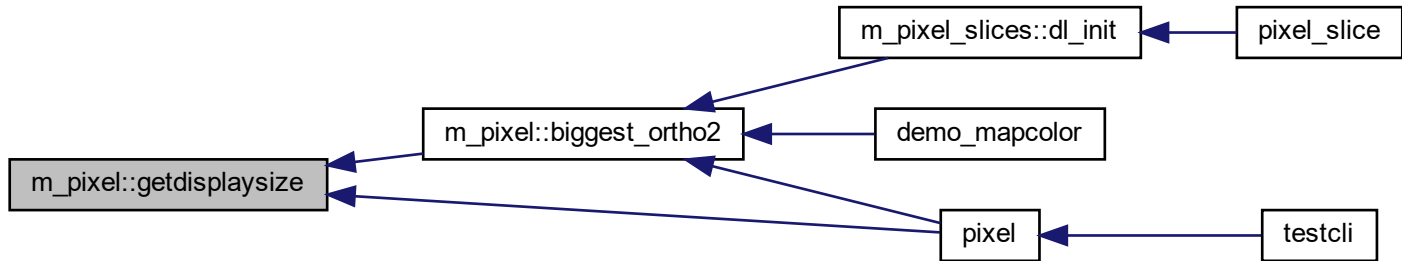 m_pixel_slices::dl_init
pixel_slice
m_pixel::biggest_ortho2
demo_mapcolor
m_pixel::getdisplaysize
pixel
testcli